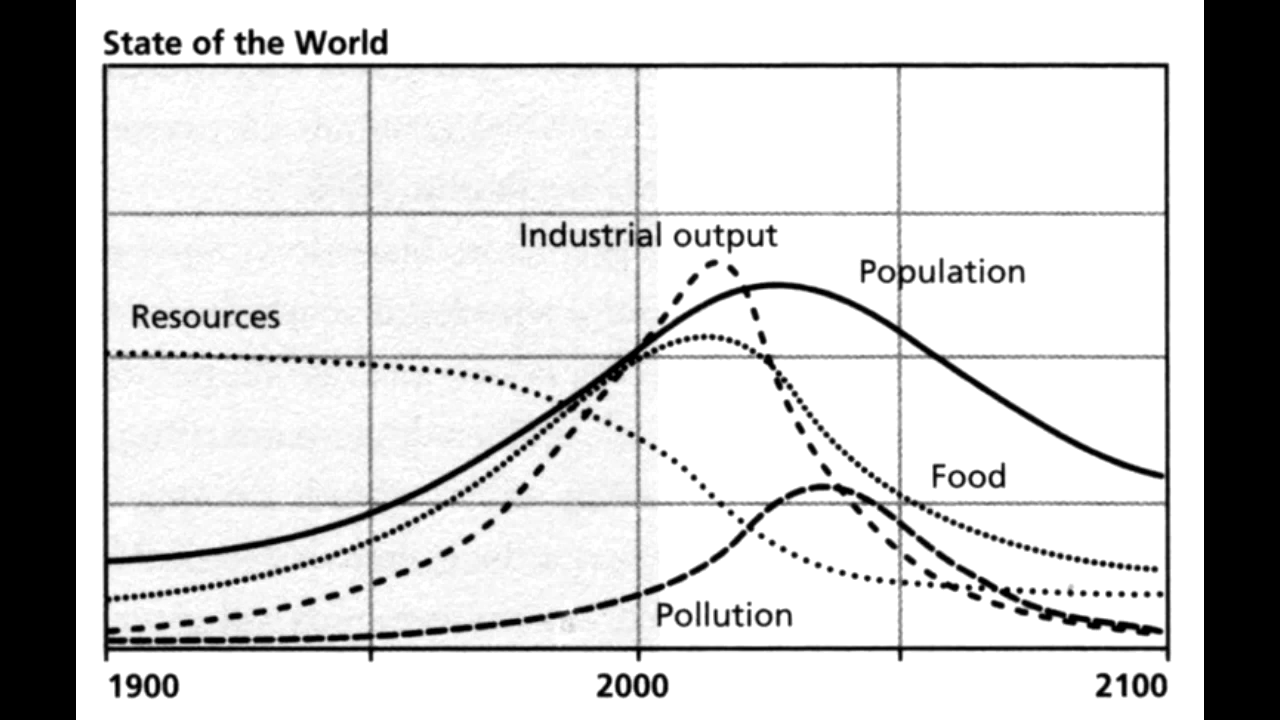 State of the World
Industrial output
Population
Resources
Food
Pollution
1900
2000
2100